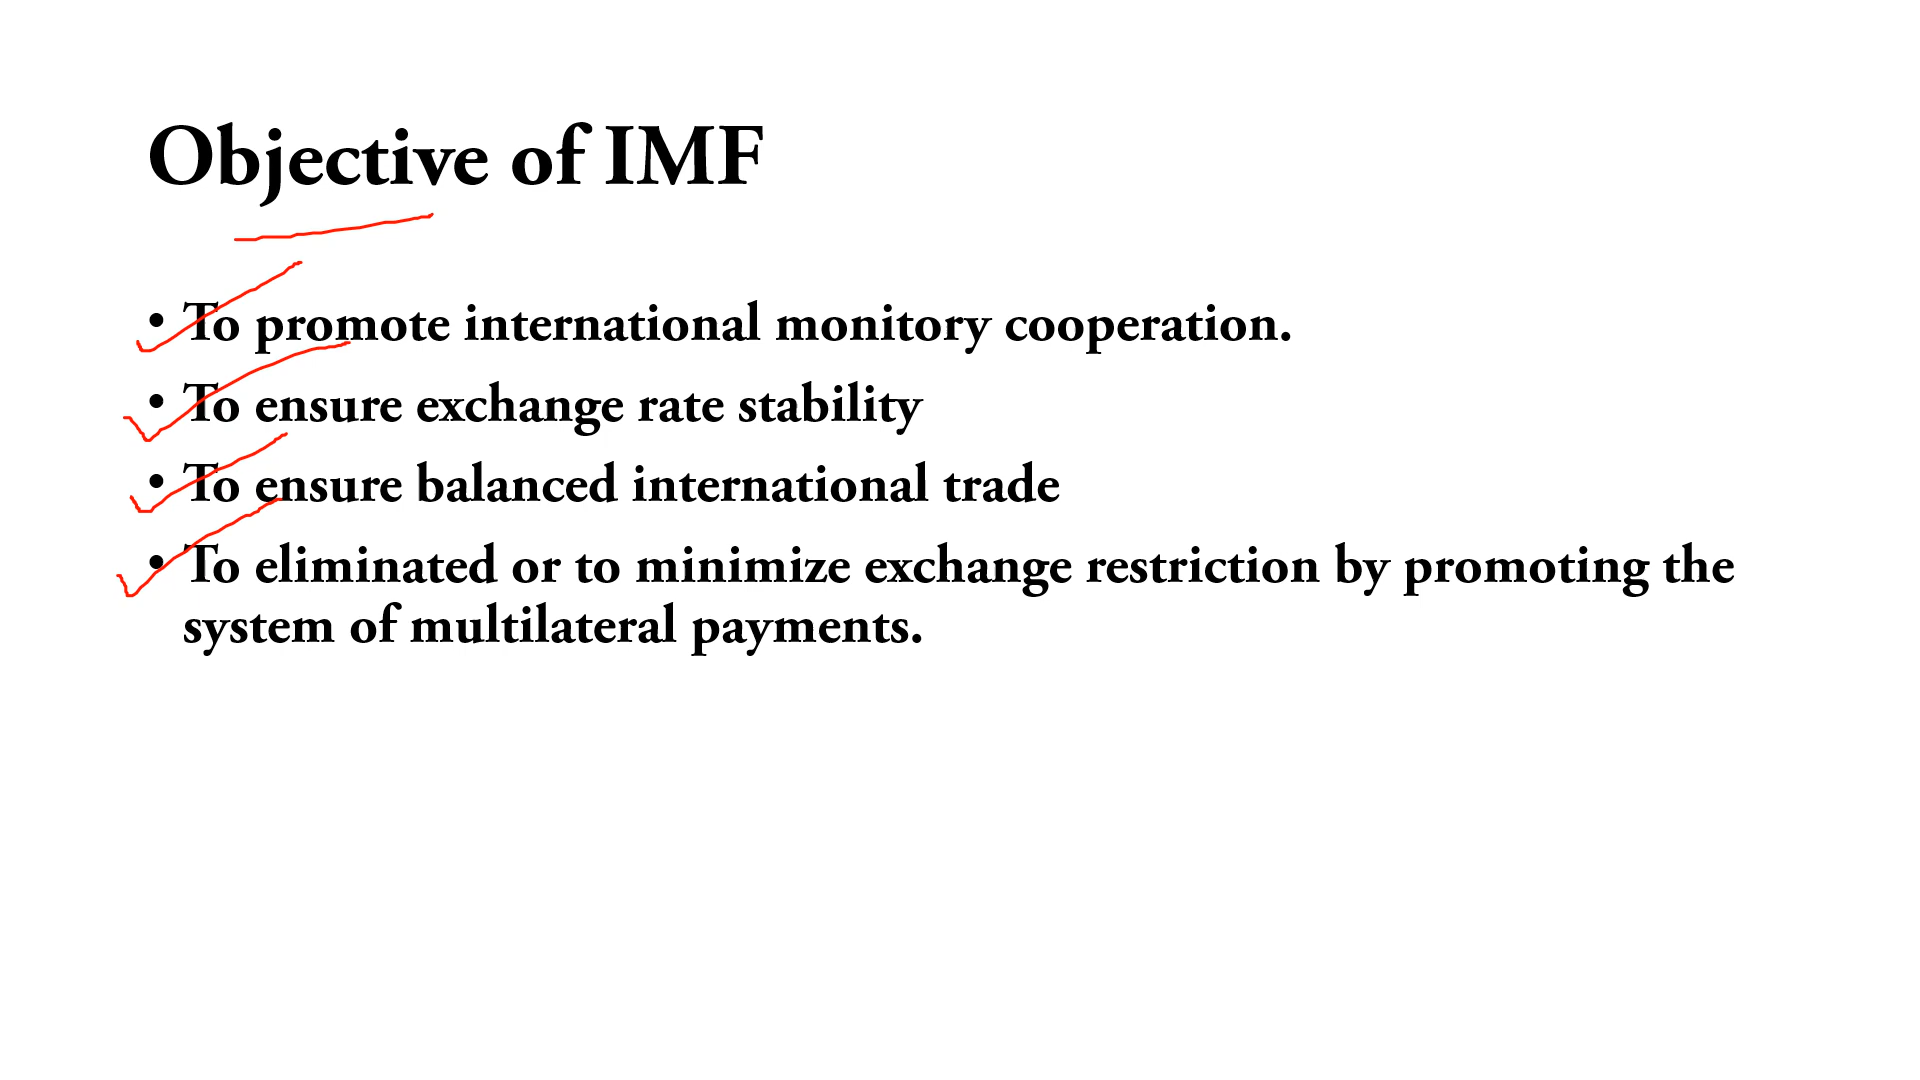 Objective of IMF
• To promote international monitory cooperation.
• To ensure exchange rate stability
• To ensure balanced international trade
• To eliminated or to minimize exchange restriction by promoting the
system of multilateral payments.